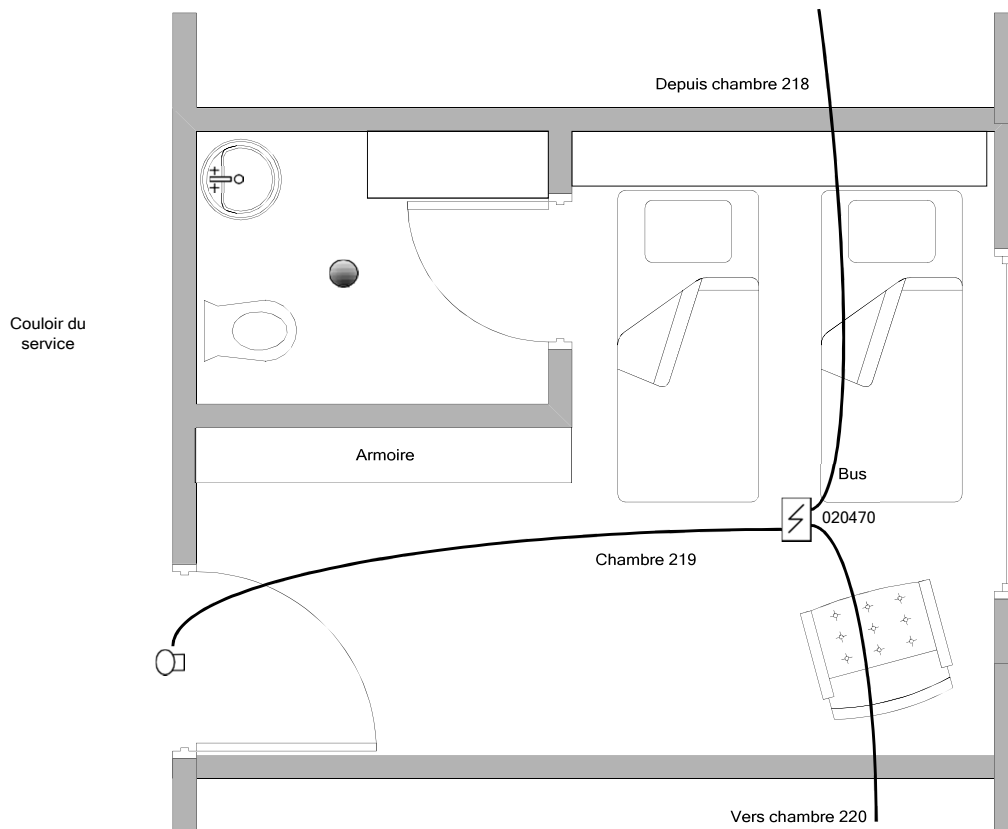 Depuis chambre 218
Couloir du
service
Armoire
Bus
020470
Chambre 219
Vers chambre 220